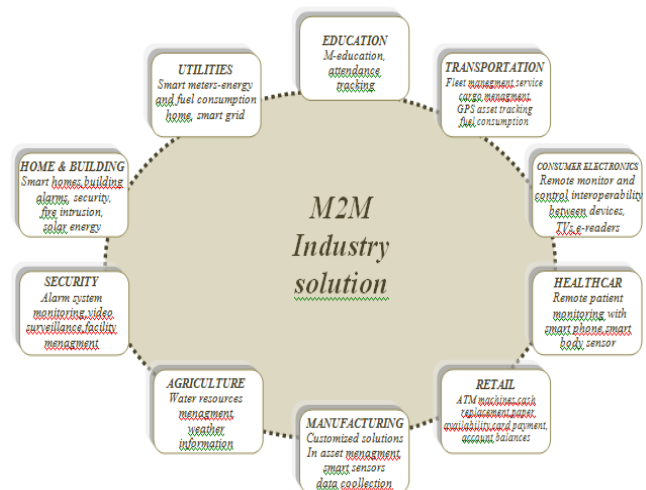 EDUCATION
M-education,
attendance
tracking
TRANSPORTATION
Fleet manegment,service
cargo menagment,
GPS asset tracking
fuel consumption
CONSUMER ELECTRONICS
Remote monitor and
control interoperability
between devices,
TVs,e-readers
HEALTHCAR
Remote patient
monitoring with
smart phone,smart
body sensor
RETAIL
ATM machines,cash
replacement,paper
availability,card payment,
account balances
MANUFACTURING
Customized solutions
In asset menagment,
smart sensors
data coollection
AGRICULTURE
Water resources
menagment,
weather
information
SECURITY
Alarm system
monitoring,video
surveillance,facility
menagment
HOME & BUILDING
Smart homes,building
alarms, security,
fire intrusion,
solar energy
UTILITIES
Smart meters-energy
and fuel consumption
home, smart grid
M2M
Industry
solution